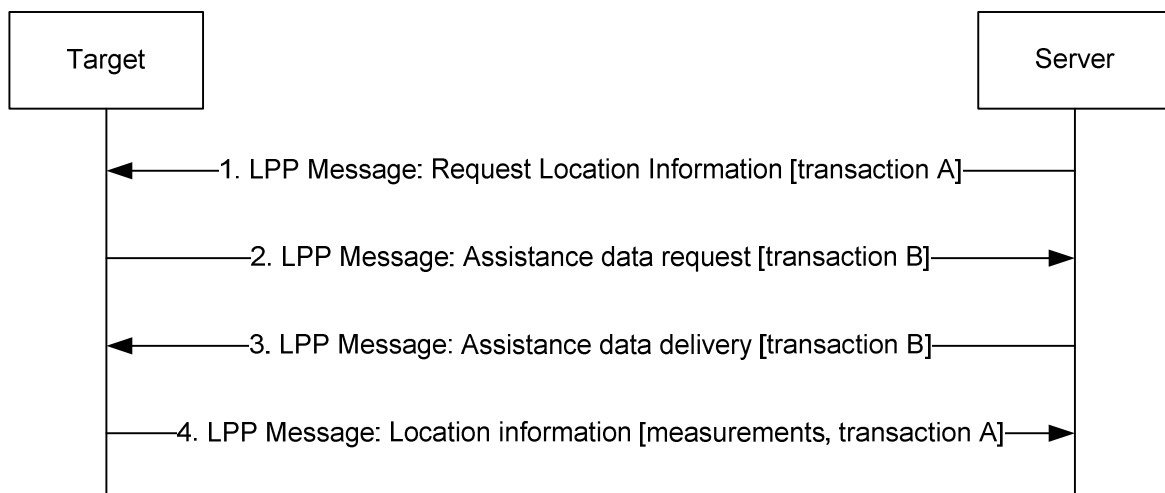 Target
Server
1. LPP Message: Request Location Information [transaction A]
2. LPP Message: Assistance data request [transaction B]
3. LPP Message: Assistance data delivery [transaction B]
4. LPP Message: Location information [measurements, transaction A]